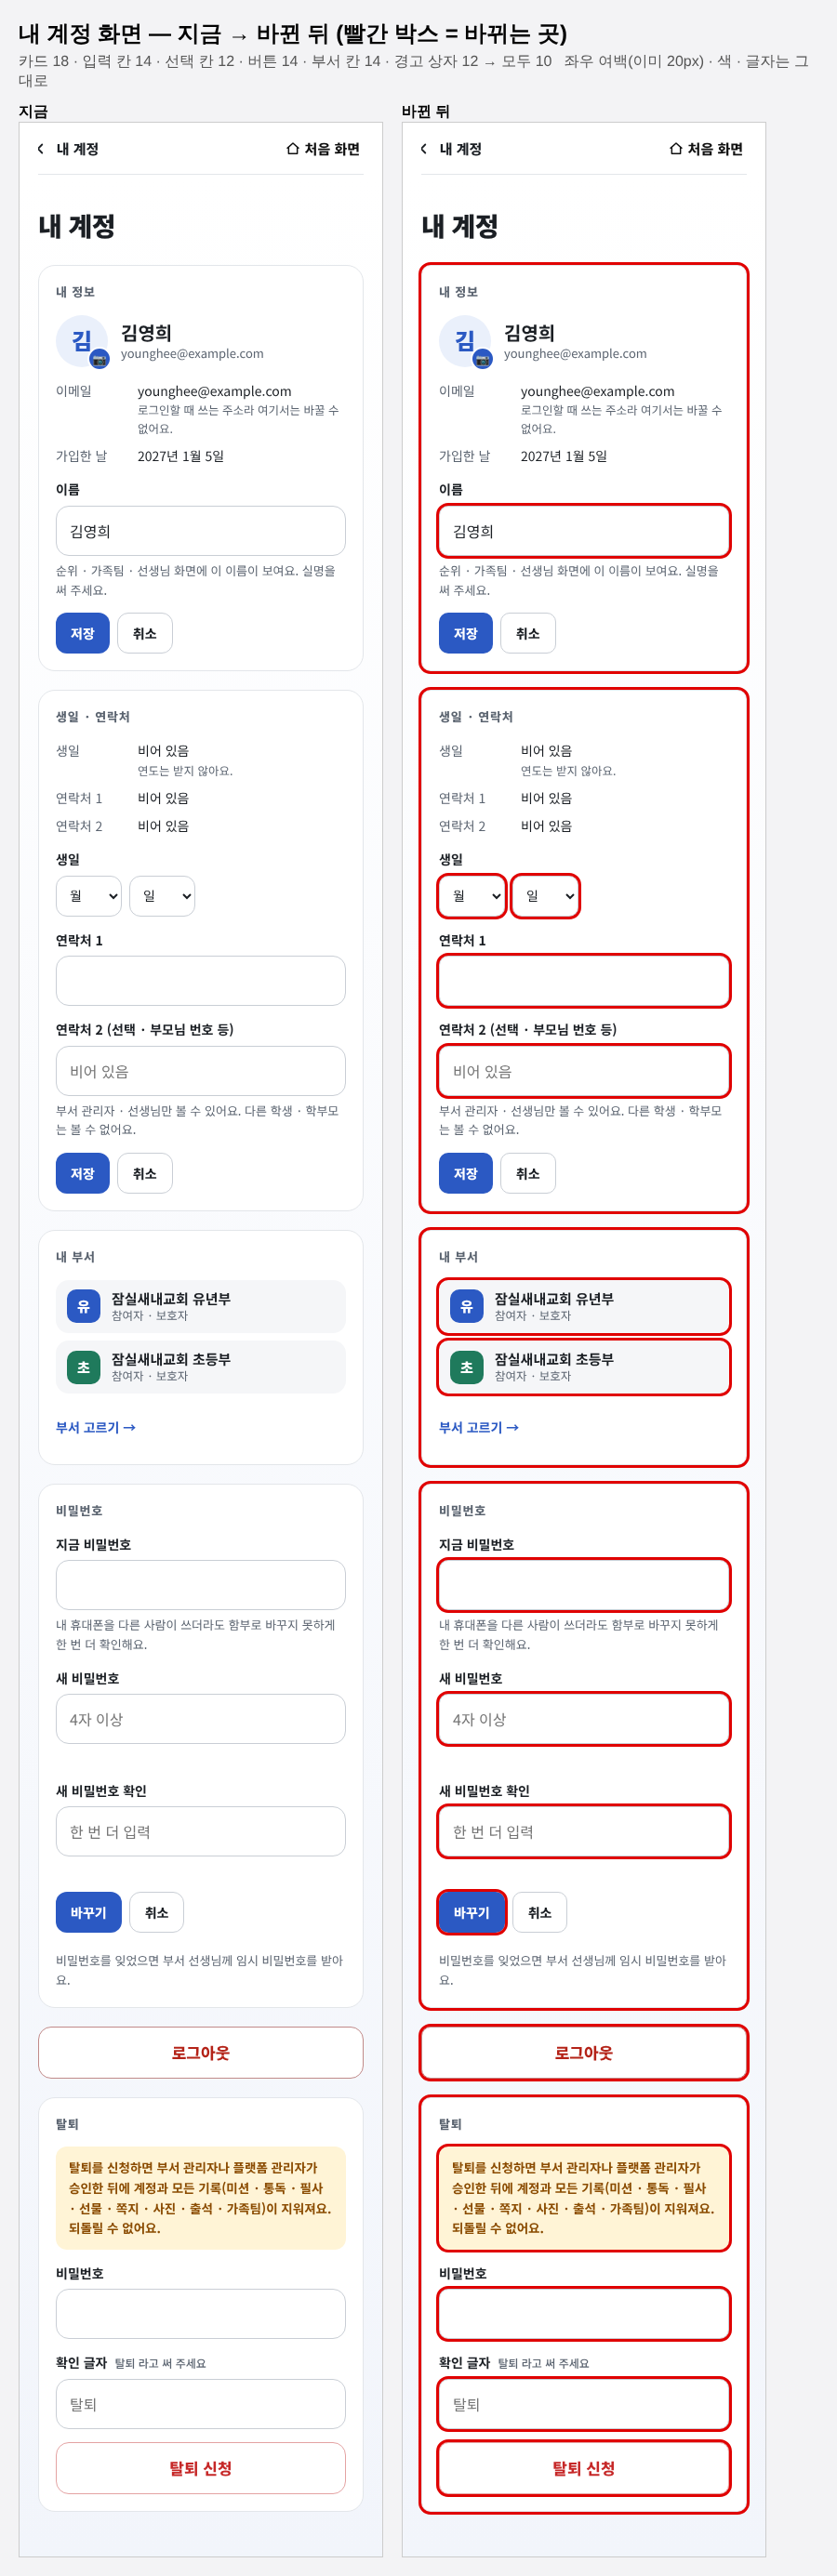 내 계정 화면 — 지금 → 바뀐 뒤 (빨간 박스 = 바뀌는 곳)
카드 18 · 입력 칸 14 · 선택 칸 12 · 버튼 14 · 부서 칸 14 · 경고 상자 12 → 모두 10 좌우 여백(이미 20px) · 색 · 글자는 그
대로
지금
내 계정
처음 화면
내 계정
내 정보
김
김영희
younghee@example.com
이메일 younghee@example.com
로그인할 때 쓰는 주소라 여기서는 바꿀 수
없어요.
가입한 날 2027년 1월 5일
이름
김영희
순위 · 가족팀 · 선생님 화면에 이 이름이 보여요. 실명을
써 주세요.
저장 취소
생일 · 연락처
생일 비어 있음
연도는 받지 않아요.
연락처 1 비어 있음
연락처 2 비어 있음
생일
월 일
연락처 1
연락처 2 (선택 · 부모님 번호 등)
비어 있음
부서 관리자 · 선생님만 볼 수 있어요. 다른 학생 · 학부모
는 볼 수 없어요.
저장 취소
내 부서
유
잠실새내교회 유년부
참여자 · 보호자
초
잠실새내교회 초등부
참여자 · 보호자
부서 고르기 →
비밀번호
지금 비밀번호
내 휴대폰을 다른 사람이 쓰더라도 함부로 바꾸지 못하게
한 번 더 확인해요.
새 비밀번호
4자 이상
새 비밀번호 확인
한 번 더 입력
바꾸기 취소
비밀번호를 잊었으면 부서 선생님께 임시 비밀번호를 받아
요.
로그아웃
탈퇴
탈퇴를 신청하면 부서 관리자나 플랫폼 관리자가
승인한 뒤에 계정과 모든 기록(미션 · 통독 · 필사
· 선물 · 쪽지 · 사진 · 출석 · 가족팀)이 지워져요.
되돌릴 수 없어요.
비밀번호
확인 글자 탈퇴 라고 써 주세요
탈퇴
탈퇴 신청
바뀐 뒤
내 계정
처음 화면
내 계정
내 정보
김
김영희
younghee@example.com
이메일 younghee@example.com
로그인할 때 쓰는 주소라 여기서는 바꿀 수
없어요.
가입한 날 2027년 1월 5일
이름
김영희
순위 · 가족팀 · 선생님 화면에 이 이름이 보여요. 실명을
써 주세요.
저장 취소
생일 · 연락처
생일 비어 있음
연도는 받지 않아요.
연락처 1 비어 있음
연락처 2 비어 있음
생일
월 일
연락처 1
연락처 2 (선택 · 부모님 번호 등)
비어 있음
부서 관리자 · 선생님만 볼 수 있어요. 다른 학생 · 학부모
는 볼 수 없어요.
저장 취소
내 부서
유
잠실새내교회 유년부
참여자 · 보호자
초
잠실새내교회 초등부
참여자 · 보호자
부서 고르기 →
비밀번호
지금 비밀번호
내 휴대폰을 다른 사람이 쓰더라도 함부로 바꾸지 못하게
한 번 더 확인해요.
새 비밀번호
4자 이상
새 비밀번호 확인
한 번 더 입력
바꾸기 취소
비밀번호를 잊었으면 부서 선생님께 임시 비밀번호를 받아
요.
로그아웃
탈퇴
탈퇴를 신청하면 부서 관리자나 플랫폼 관리자가
승인한 뒤에 계정과 모든 기록(미션 · 통독 · 필사
· 선물 · 쪽지 · 사진 · 출석 · 가족팀)이 지워져요.
되돌릴 수 없어요.
비밀번호
확인 글자 탈퇴 라고 써 주세요
탈퇴
탈퇴 신청